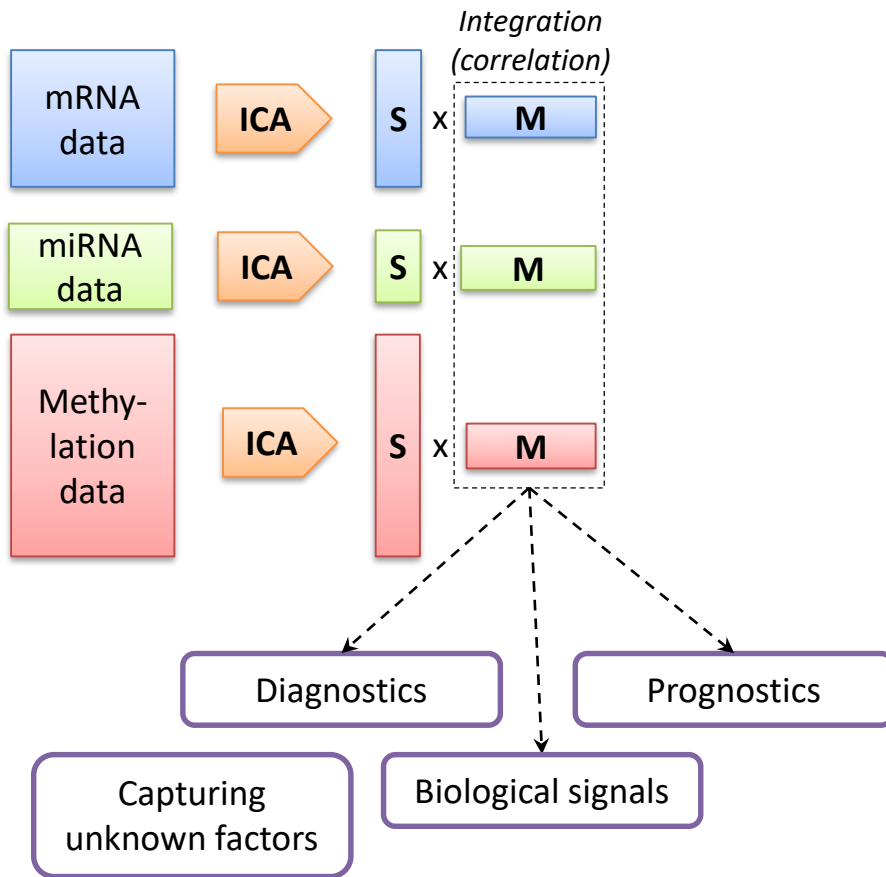 Integration
(correlation)
mRNA
data
ICA
S
x
M
miRNA
data
ICA
S
x
M
Methy-
lation
data
ICA
S
x
M
Diagnostics
Prognostics
Biological signals
Capturing
unknown factors